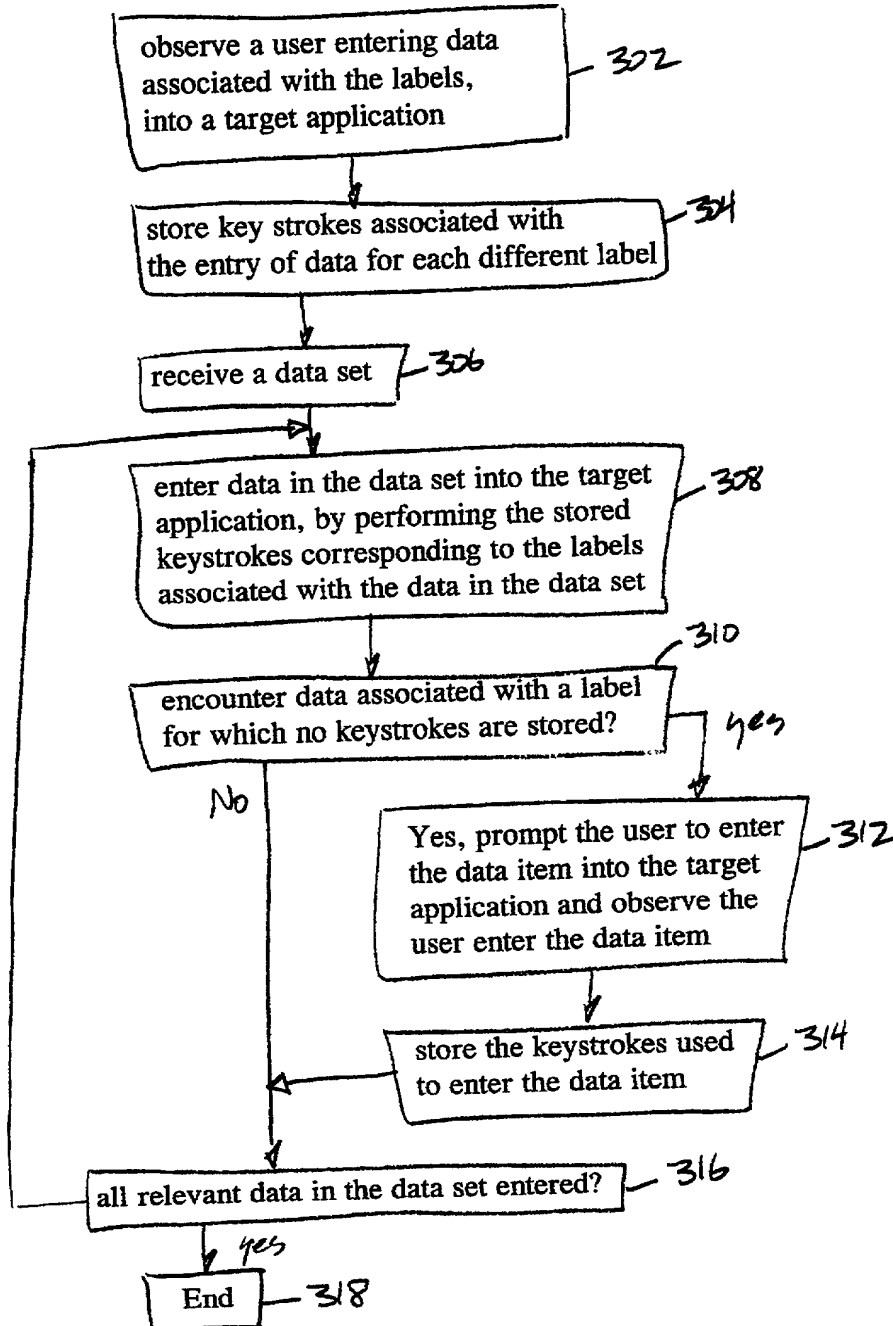 observe a user entering data
associated with the labels,
into a target application
302
store key strokes associated with
the entry of data for each different label
304
receive a data set
306
enter data in the data set into the target
application, by performing the stored
keystrokes corresponding to the labels
associated with the data in the data set
308
310
encounter data associated with a label
for which no keystrokes are stored?
yes
No
Yes, prompt the user to enter
the data item into the target
application and observe the
user enter the data item
312
store the keystrokes used
to enter the data item
314
all relevant data in the data set entered?
316
yes
End
318